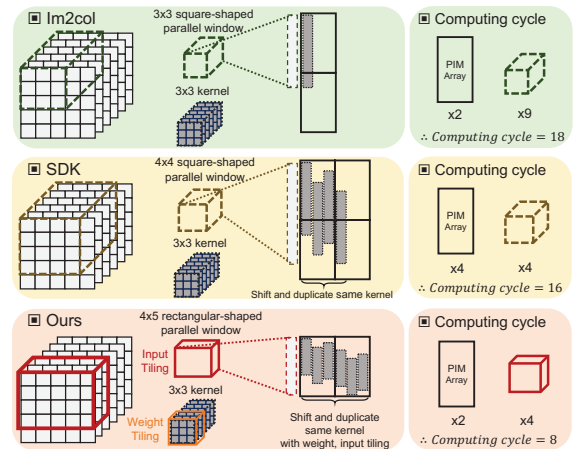 ▣ Im2col
3x3 square-shaped
parallel window
3x3 kernel
▣ Computing cycle
PIM
Array
x2
x9
∴ Computing cycle = 18
▣ SDK
4x4 square-shaped
parallel window
3x3 kernel
Shift and duplicate same kernel
▣ Computing cycle
PIM
Array
x4
x4
∴ Computing cycle = 16
▣ Ours
4x5 rectangular-shaped
parallel window
Input
Tiling
3x3 kernel
Weight
Tiling
Shift and duplicate
same kernel
with weight, input tiling
▣ Computing cycle
PIM
Array
x2
x4
∴ Computing cycle = 8